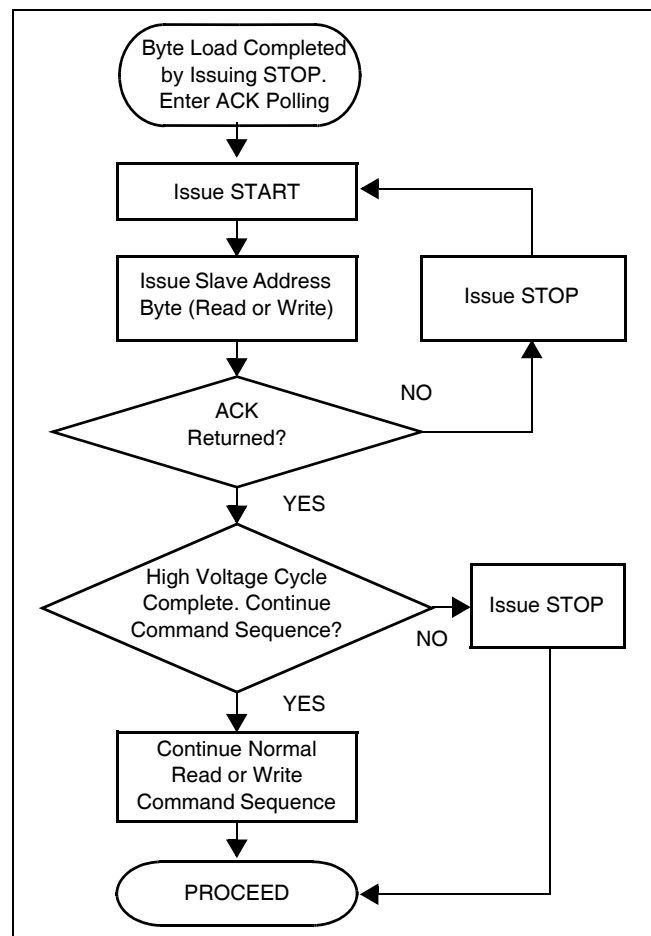 Byte Load Completed
by Issuing STOP.
Enter ACK Polling
Issue START
Issue Slave Address
Byte (Read or Write)
Issue STOP
ACK
Returned?
NO
YES
High Voltage Cycle
Complete. Continue
Command Sequence?
Issue STOP
NO
YES
Continue Normal
Read or Write
Command Sequence
PROCEED